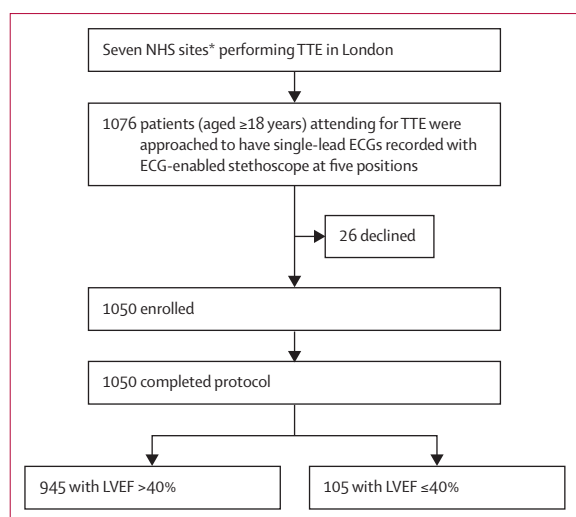 Seven NHS sites* performing TTE in London
1076 patients (aged ≥18 years) attending for TTE were
approached to have single-lead ECGs recorded with
ECG-enabled stethoscope at five positions
26 declined
1050 enrolled
1050 completed protocol
945 with LVEF >40%
105 with LVEF ≤40%